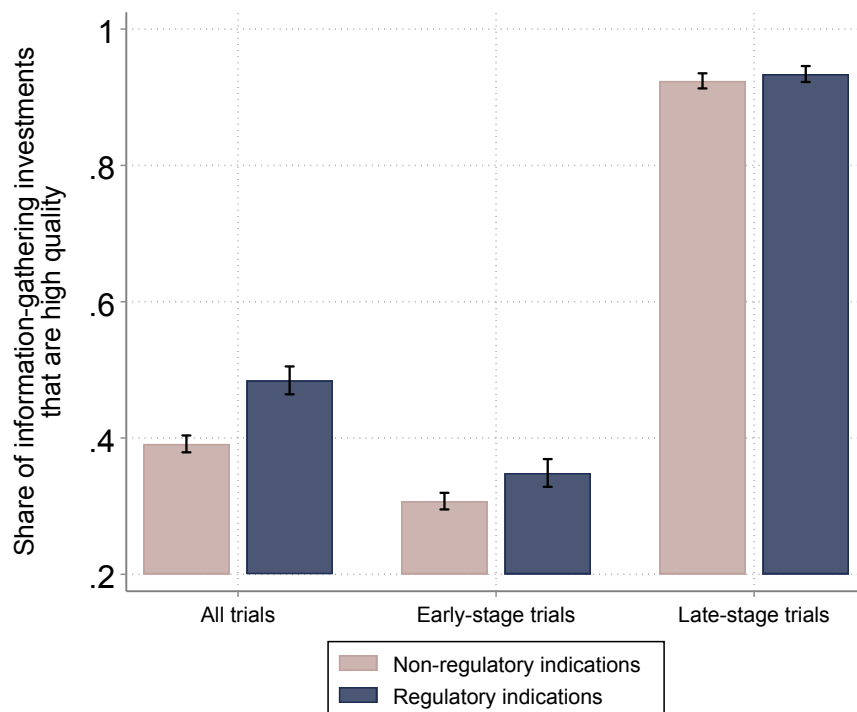 Share of information-gathering investments
that are high quality
1
.8
.6
.4
.2
All trials
Early-stage trials
Late-stage trials
Non-regulatory indications
Regulatory indications